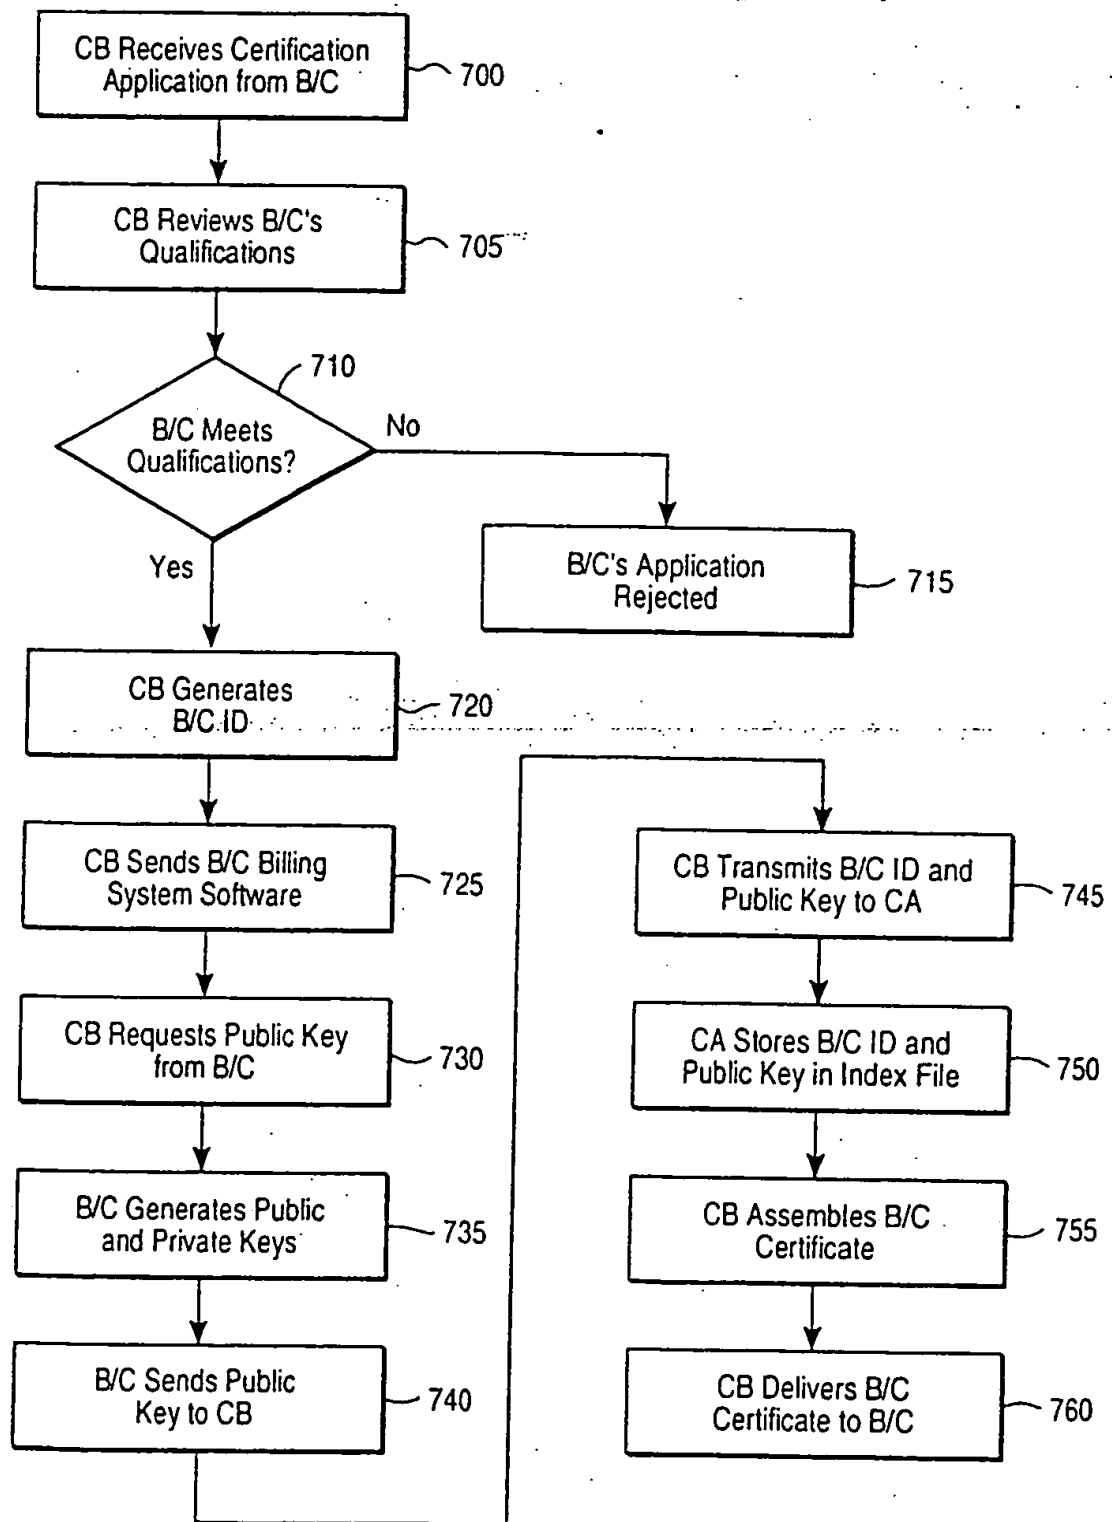 CB Receives Certification
Application from B/C
700
CB Reviews B/C's
Qualifications
705
710
B/C Meets
Qualifications?
No
Yes
B/C's Application
Rejected
715
CB Generates
B/C ID
720
CB Sends B/C Billing
System Software
725
CB Requests Public Key
from B/C
730
B/C Generates Public
and Private Keys
735
B/C Sends Public
Key to CB
740
CB Transmits B/C ID and
Public Key to CA
745
CA Stores B/C ID and
Public Key in Index File
750
CB Assembles B/C
Certificate
755
CB Delivers B/C
Certificate to B/C
760